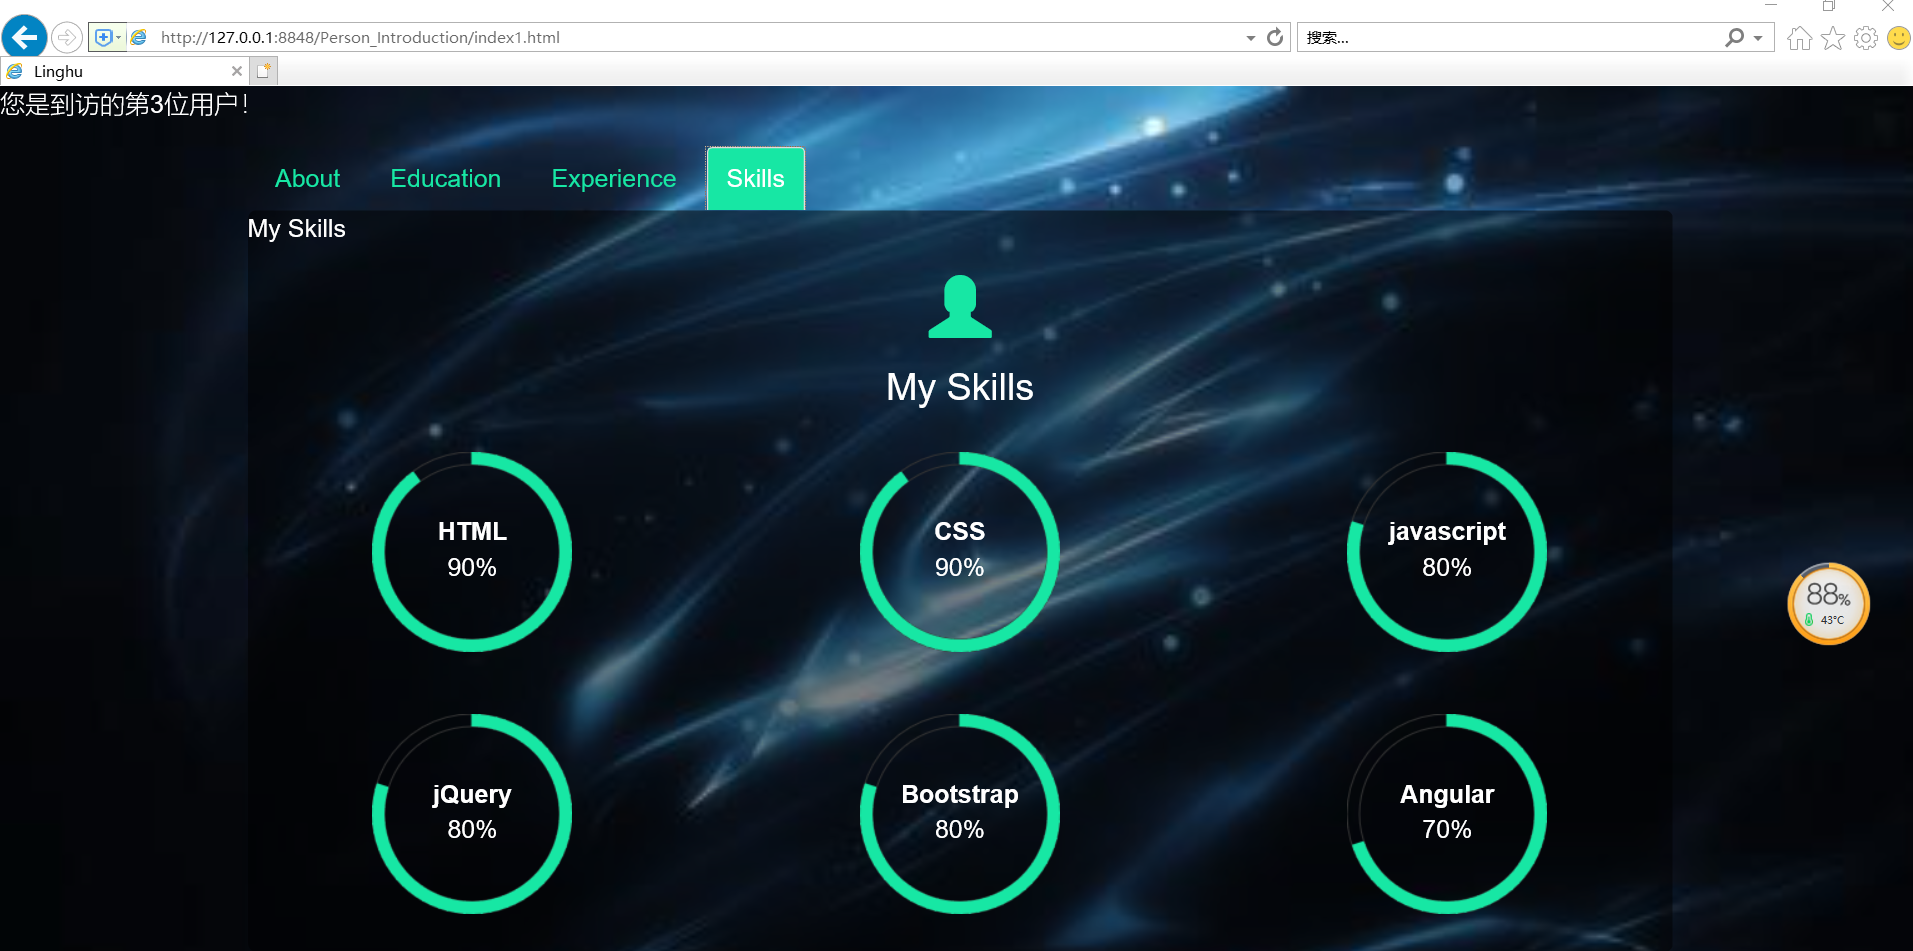 http://127.0.0.1:8848/Person_Introduction/index1.html
搜索...
Linghu
您是到访的第3位用户！
About Education Experience Skills
My Skills
My Skills
HTML
90%
CSS
90%
javascript
80%
88%
43°C
jQuery
80%
Bootstrap
80%
Angular
70%